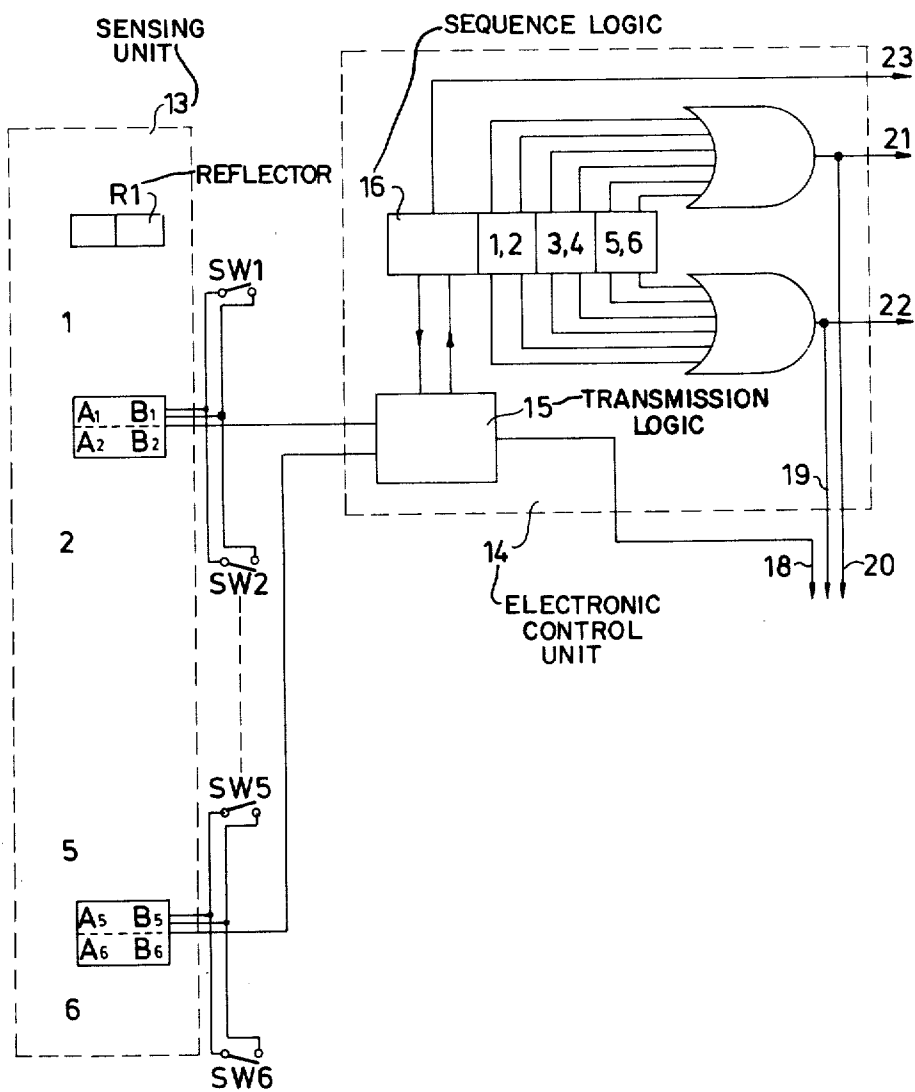 SENSING
UNIT
13
REFLECTOR
R1
SW1
1
A1 B1
A2 B2
2
SW2
SW5
5
A5 B5
A6 B6
6
SW6
SEQUENCE LOGIC
23
21
16
1,2 3,4 5,6
22
15 TRANSMISSION
LOGIC
19
14
18 20
ELECTRONIC
CONTROL
UNIT